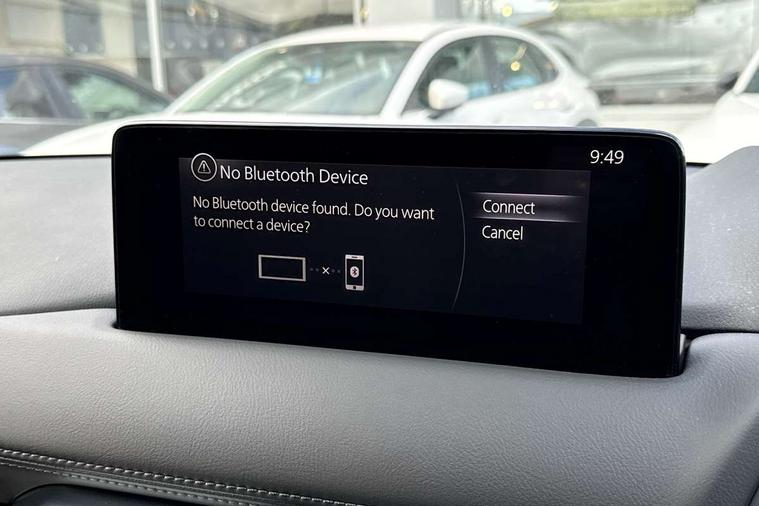 9:49
No Bluetooth Device
No Bluetooth device found. Do you want
to connect a device?
Connect
Cancel